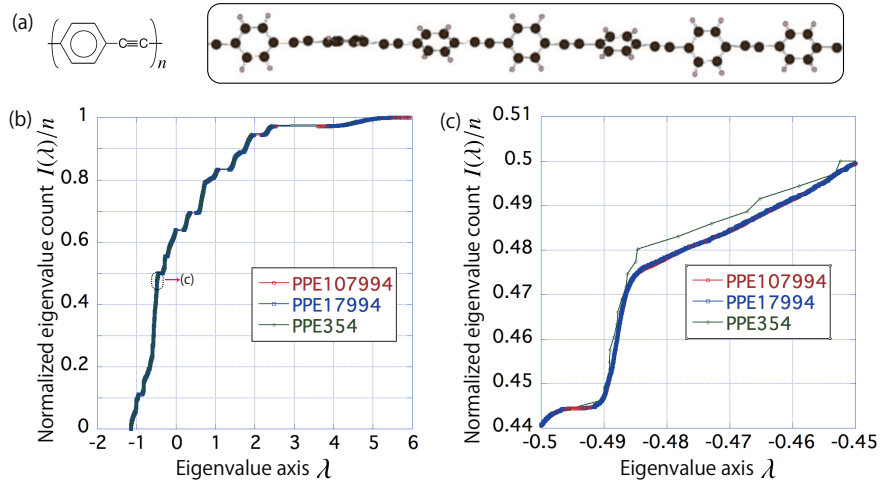 (a)
C≡C
n
(b)
Normalized eigenvalue count I(λ)/n
1
0.8
0.6
0.4
0.2
0
(c)
PPE107994
PPE17994
PPE354
-2 -1 0 1 2 3 4 5 6
Eigenvalue axis λ
(c)
Normalized eigenvalue count I(λ)/n
0.51
0.5
0.49
0.48
0.47
0.46
0.45
0.44
PPE107994
PPE17994
PPE354
-0.5 -0.49 -0.48 -0.47 -0.46 -0.45
Eigenvalue axis λ